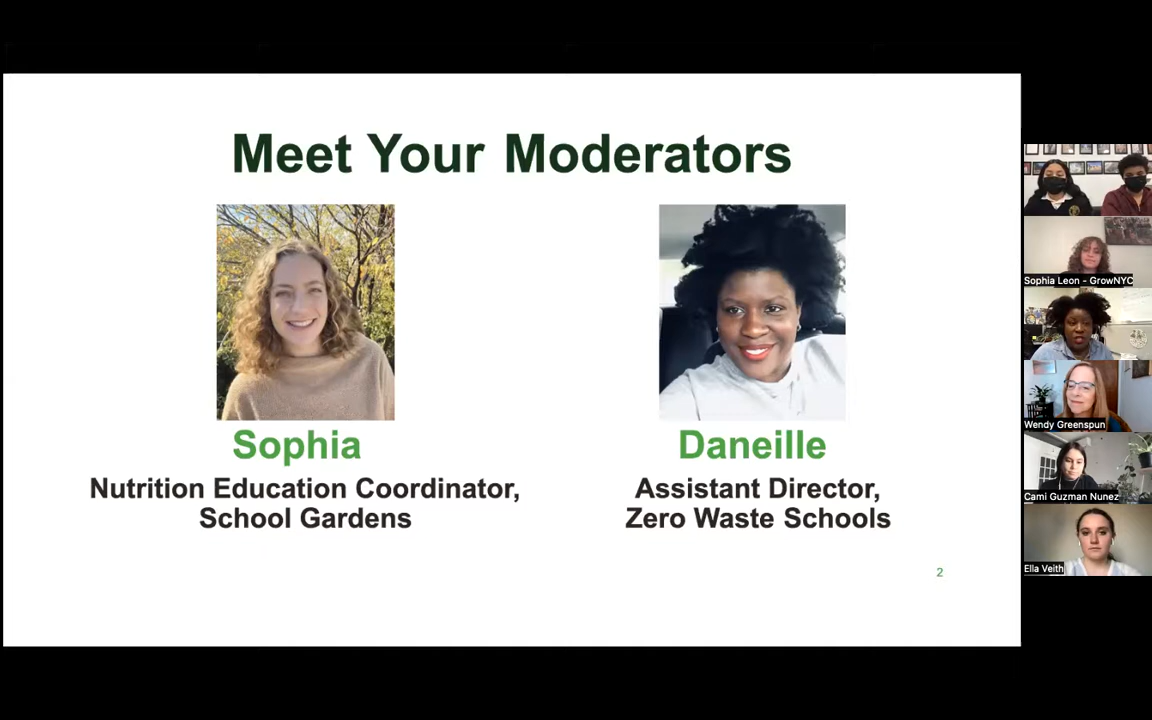 Meet Your Moderators
Sophia
Nutrition Education Coordinator,
School Gardens
Daneille
Assistant Director,
Zero Waste Schools
2
Sophia Leon - GrowNYC
Wendy Greenspun
Cami Guzman Nunez
Ella Veith